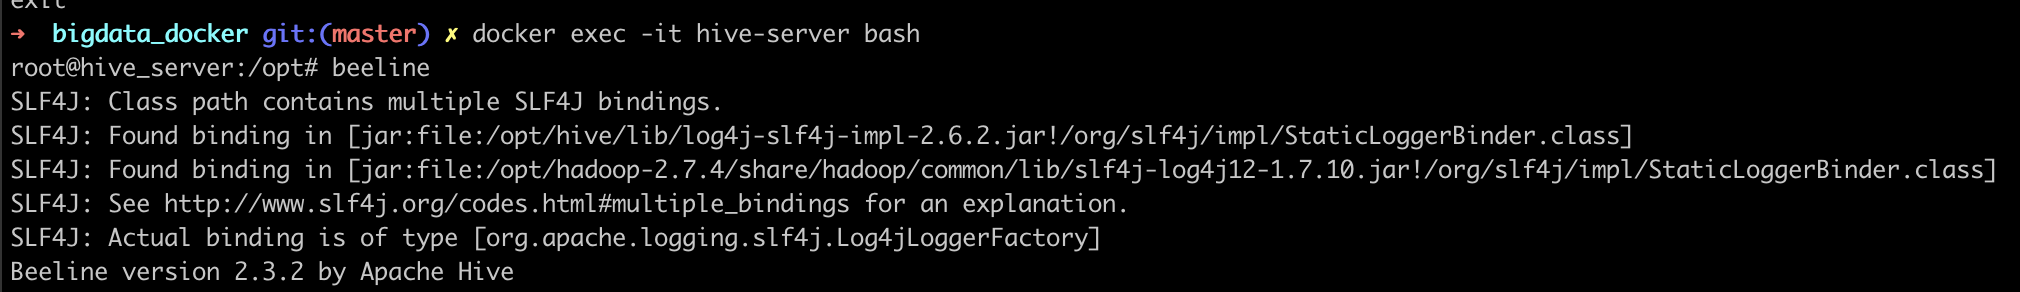 exit
➜  bigdata_docker git:(master) ✗ docker exec -it hive-server bash
root@hive_server:/opt# beeline
SLF4J: Class path contains multiple SLF4J bindings.
SLF4J: Found binding in [jar:file:/opt/hive/lib/log4j-slf4j-impl-2.6.2.jar!/org/slf4j/impl/StaticLoggerBinder.class]
SLF4J: Found binding in [jar:file:/opt/hadoop-2.7.4/share/hadoop/common/lib/slf4j-log4j12-1.7.10.jar!/org/slf4j/impl/StaticLoggerBinder.class]
SLF4J: See http://www.slf4j.org/codes.html#multiple_bindings for an explanation.
SLF4J: Actual binding is of type [org.apache.logging.slf4j.Log4jLoggerFactory]
Beeline version 2.3.2 by Apache Hive